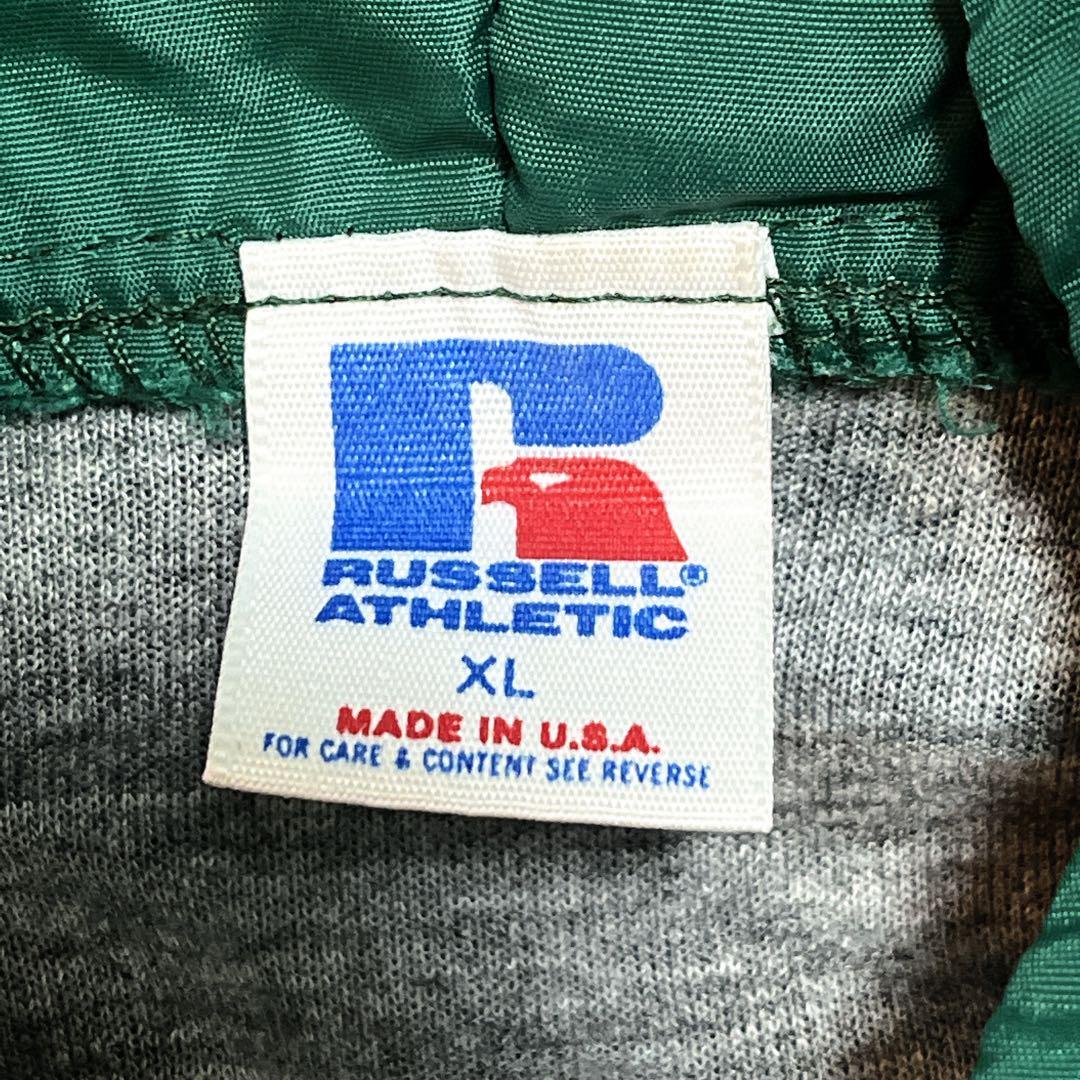 R
RUSSELL®
ATHLETIC
XL
MADE IN U.S.A.
FOR CARE & CONTENT SEE REVERSE